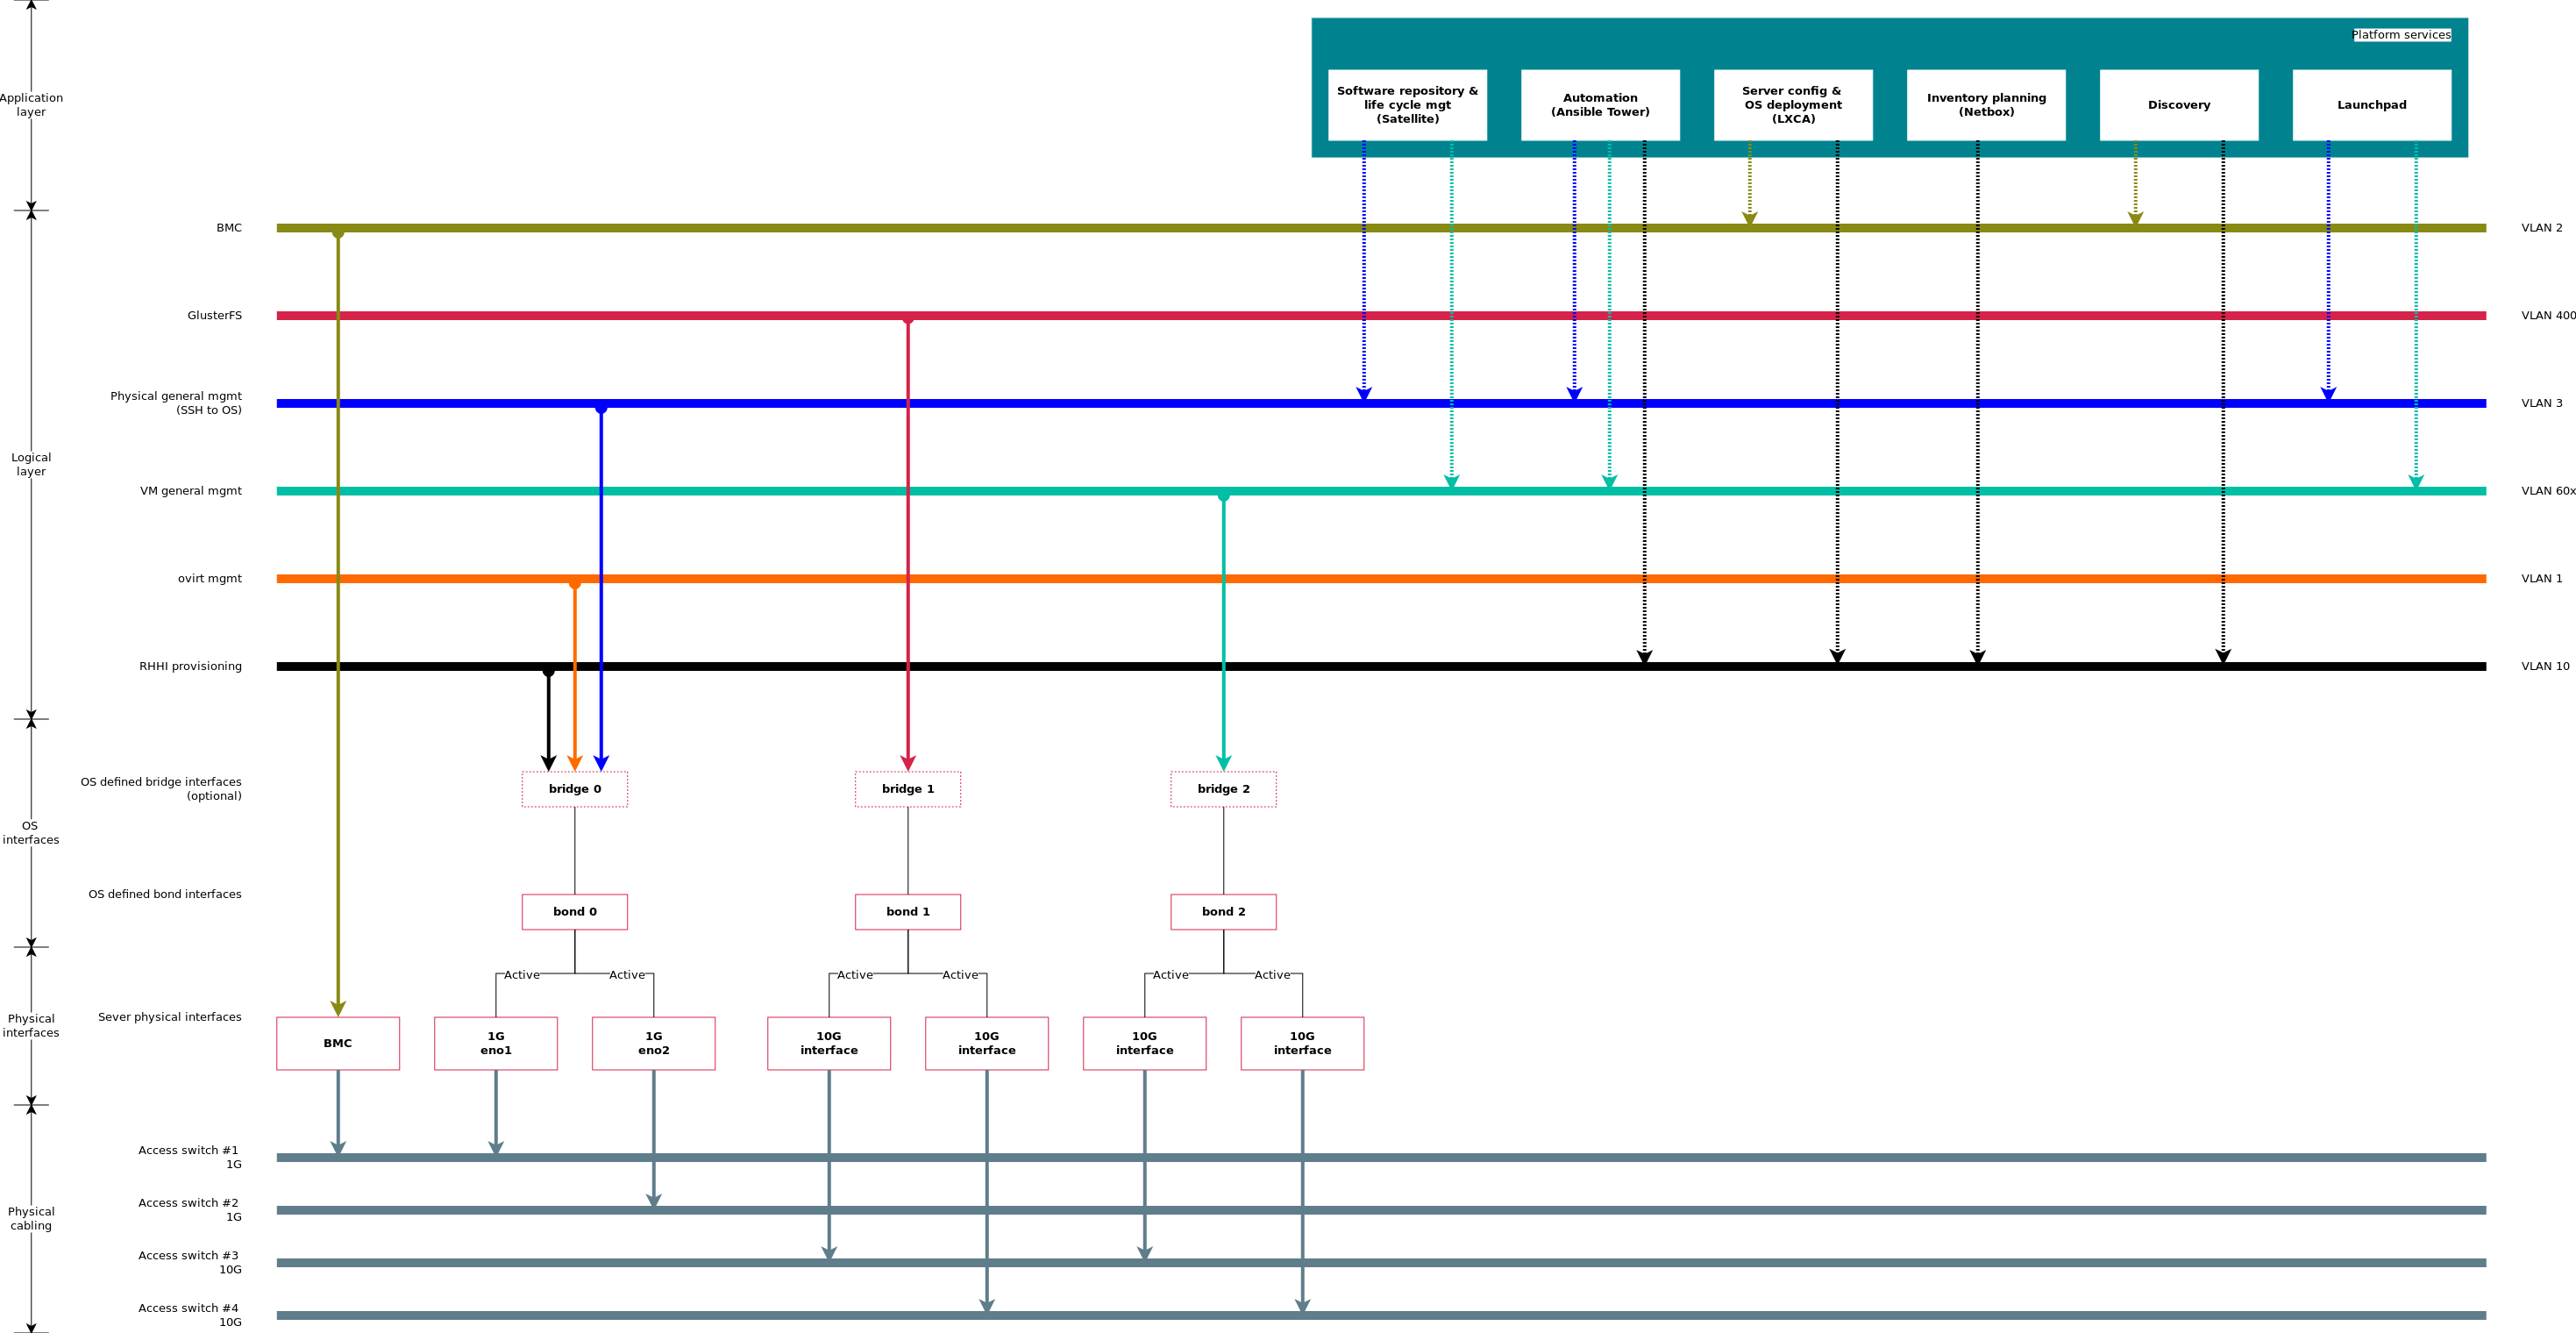 Platform services
Software repository &
life cycle mgt
(Satellite)
Automation
(Ansible Tower)
Server config &
OS deployment
(LXCA)
Inventory planning
(Netbox)
Discovery
Launchpad
Application
layer
BMC
VLAN 2
GlusterFS
VLAN 400
Physical general mgmt
(SSH to OS)
VLAN 3
Logical
layer
VM general mgmt
VLAN 60x
ovirt mgmt
VLAN 1
RHHI provisioning
VLAN 10
OS defined bridge interfaces
(optional)
bridge 0
bridge 1
bridge 2
OS
interfaces
OS defined bond interfaces
bond 0
bond 1
bond 2
Active
Active
Active
Active
Active
Active
Physical
interfaces
Sever physical interfaces
BMC
1G
eno1
1G
eno2
10G
interface
10G
interface
10G
interface
10G
interface
Access switch #1
1G
Access switch #2
1G
Physical
cabling
Access switch #3
10G
Access switch #4
10G